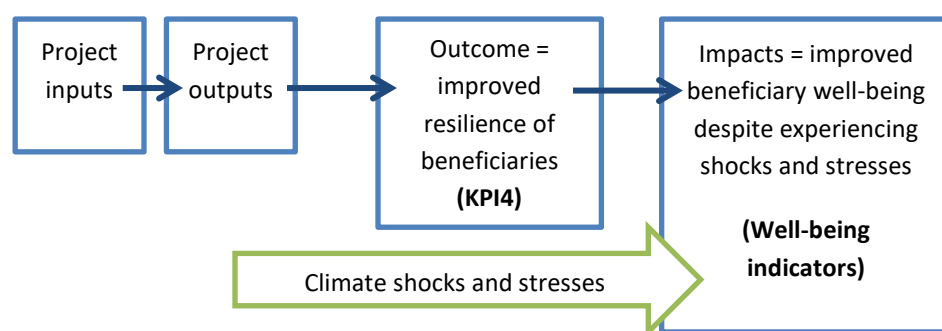 Project
inputs
Project
outputs
Outcome =
improved
resilience of
beneficiaries
(KPI4)
Impacts = improved
beneficiary well-being
despite experiencing
shocks and stresses
(Well-being
indicators)
Climate shocks and stresses